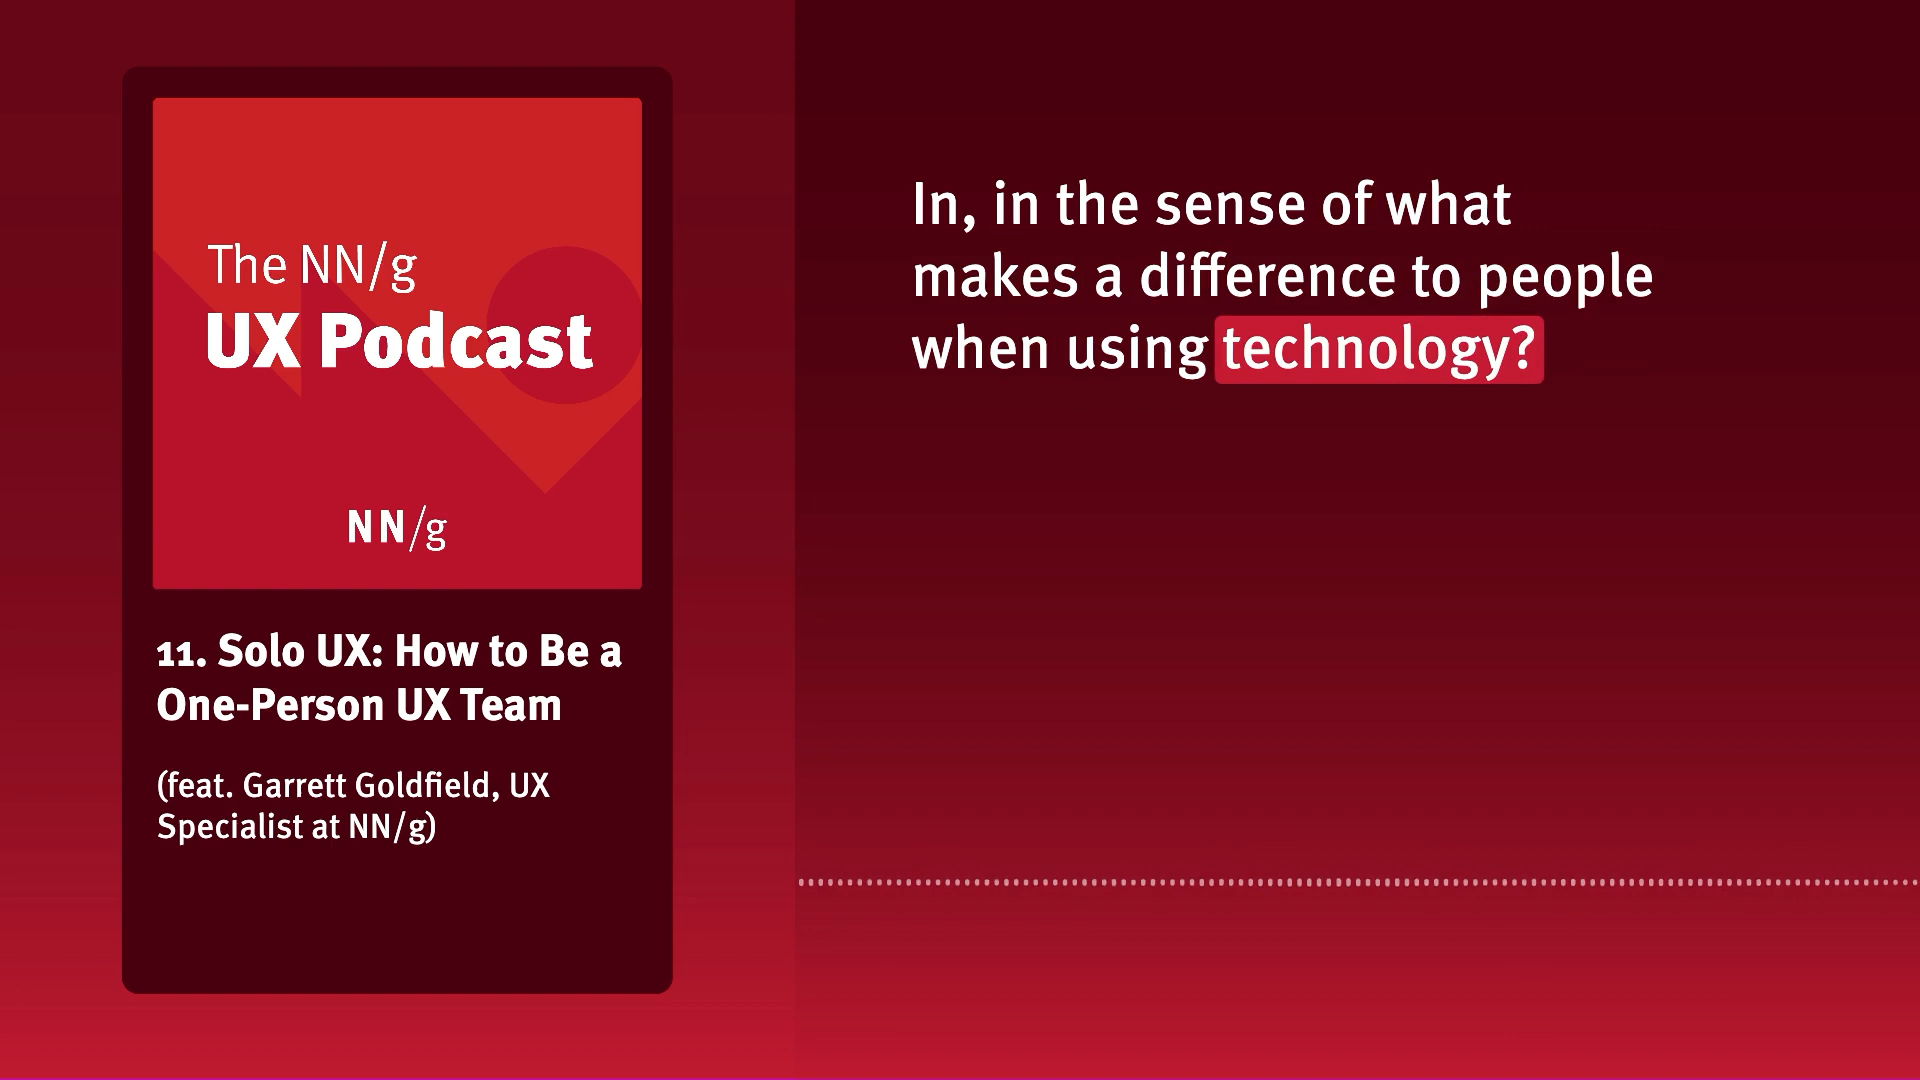 The NN/g
UX Podcast
NN/g
11. Solo UX: How to Be a
One-Person UX Team
(feat. Garrett Goldfield, UX
Specialist at NN/g)
In, in the sense of what
makes a difference to people
when using technology?